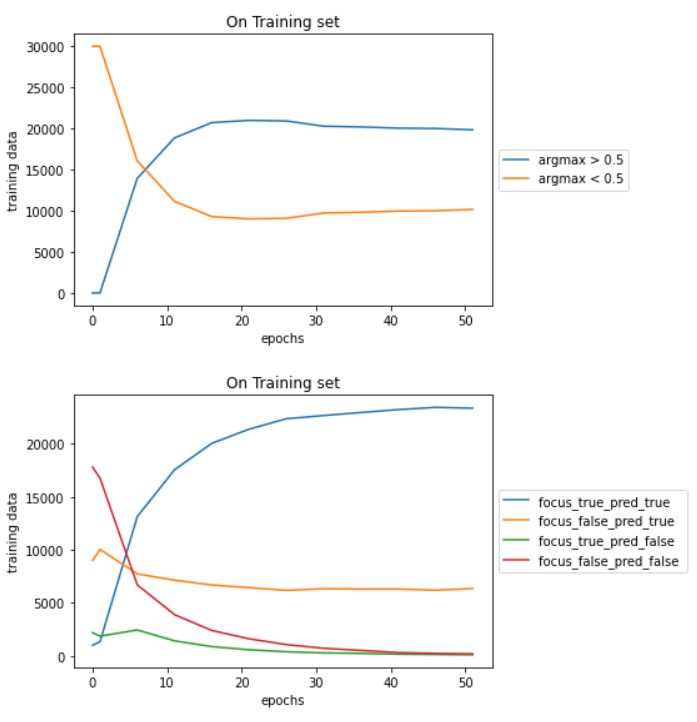 On Training set
30000
25000
20000
15000
10000
5000
0
training data
0 10 20 30 40 50
epochs
argmax > 0.5
argmax < 0.5
On Training set
20000
15000
10000
5000
0
training data
0 10 20 30 40 50
epochs
focus_true_pred_true
focus_false_pred_true
focus_true_pred_false
focus_false_pred_false